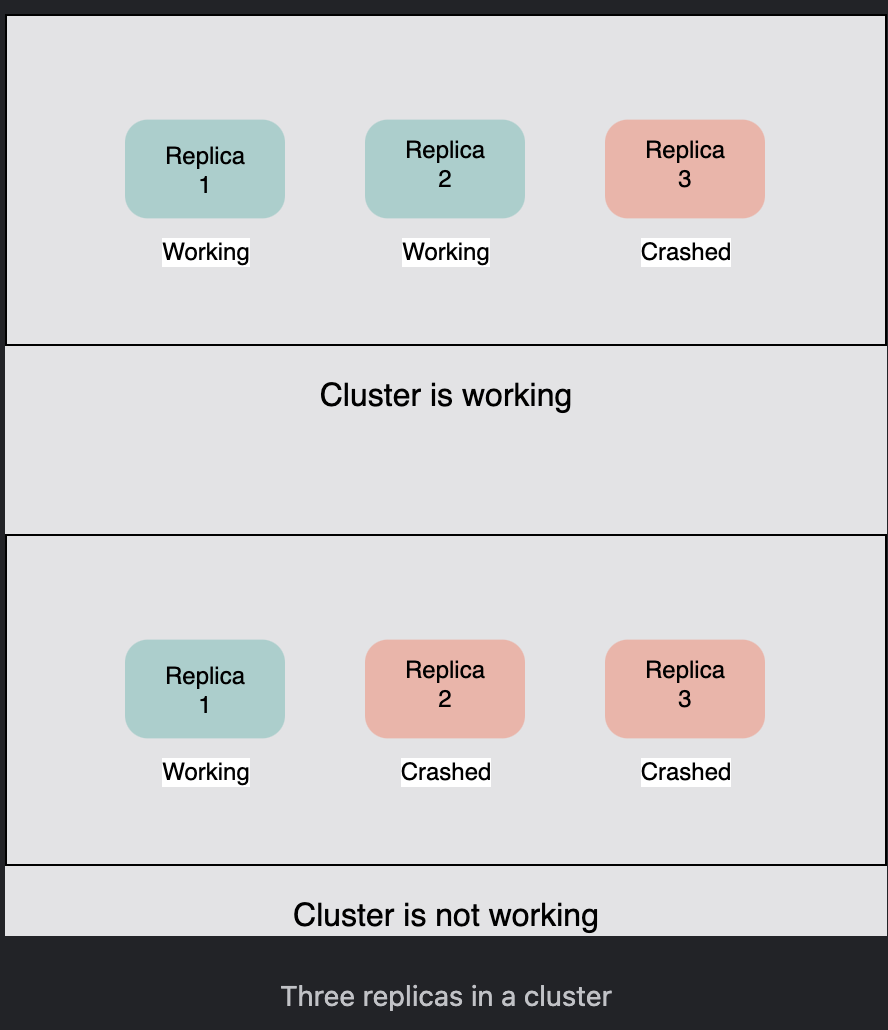 Replica
1
Replica
2
Replica
3
Working
Working
Crashed
Cluster is working
Replica
1
Replica
2
Replica
3
Working
Crashed
Crashed
Cluster is not working
Three replicas in a cluster